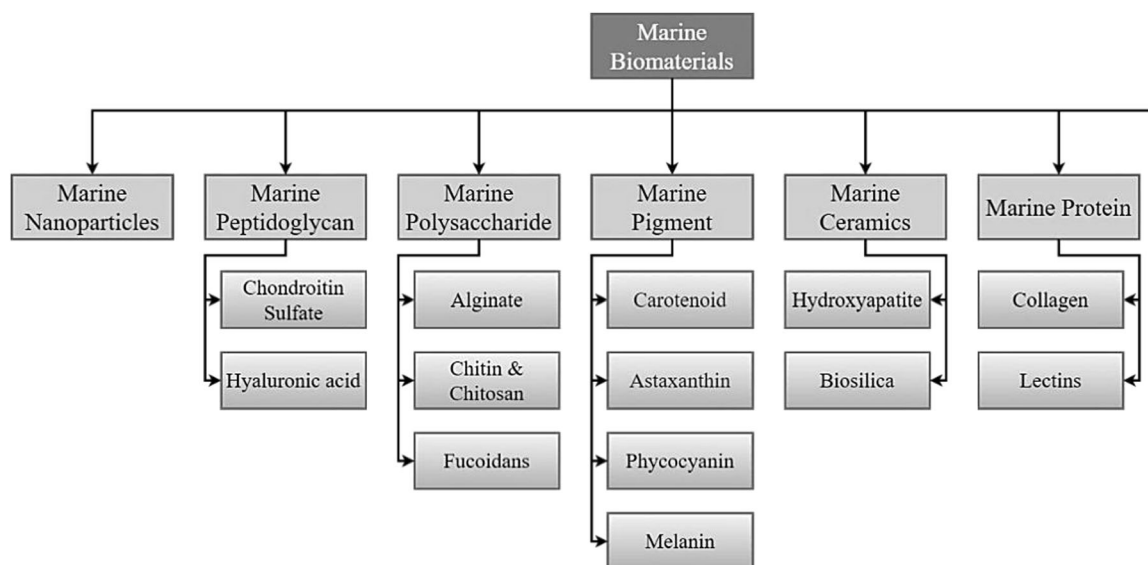 Marine
Biomaterials
Marine
Nanoparticles
Marine
Peptidoglycan
Marine
Polysaccharide
Marine
Pigment
Marine
Ceramics
Marine Protein
Chondroitin
Sulfate
Alginate
Carotenoid
Hydroxyapatite
Collagen
Hyaluronic acid
Chitin &
Chitosan
Astaxanthin
Biosilica
Lectins
Fucoidans
Phycocyanin
Melanin